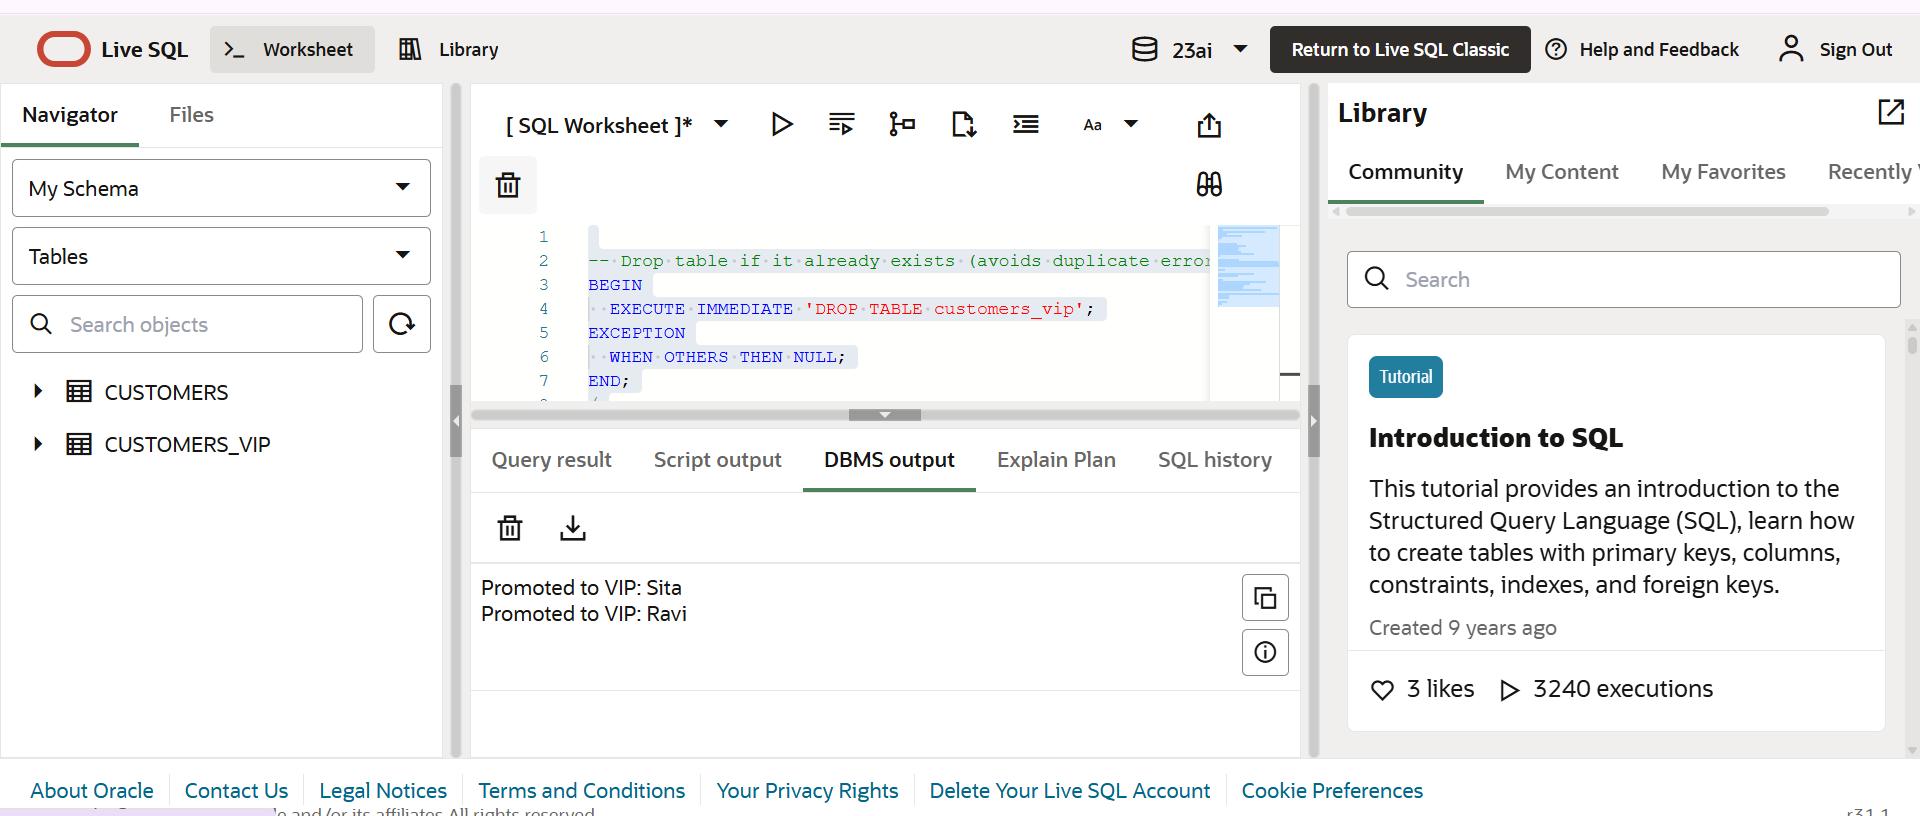 Live SQL
Worksheet
Library
23ai
Return to Live SQL Classic
Help and Feedback
Sign Out
Navigator
Files
My Schema
Tables
Search objects
CUSTOMERS
CUSTOMERS_VIP
[ SQL Worksheet ]*
Aa
1
2 -- Drop table if it already exists (avoids duplicate error
3 BEGIN
4 EXECUTE IMMEDIATE 'DROP TABLE customers_vip';
5 EXCEPTION
6 WHEN OTHERS THEN NULL;
7 END;
Query result
Script output
DBMS output
Explain Plan
SQL history
Promoted to VIP: Sita
Promoted to VIP: Ravi
Library
Community
My Content
My Favorites
Recently
Search
Tutorial
Introduction to SQL
This tutorial provides an introduction to the
Structured Query Language (SQL), learn how
to create tables with primary keys, columns,
constraints, indexes, and foreign keys.
Created 9 years ago
3 likes
3240 executions
About Oracle
Contact Us
Legal Notices
Terms and Conditions
Your Privacy Rights
Delete Your Live SQL Account
Cookie Preferences
and/or its affiliates All rights reserved